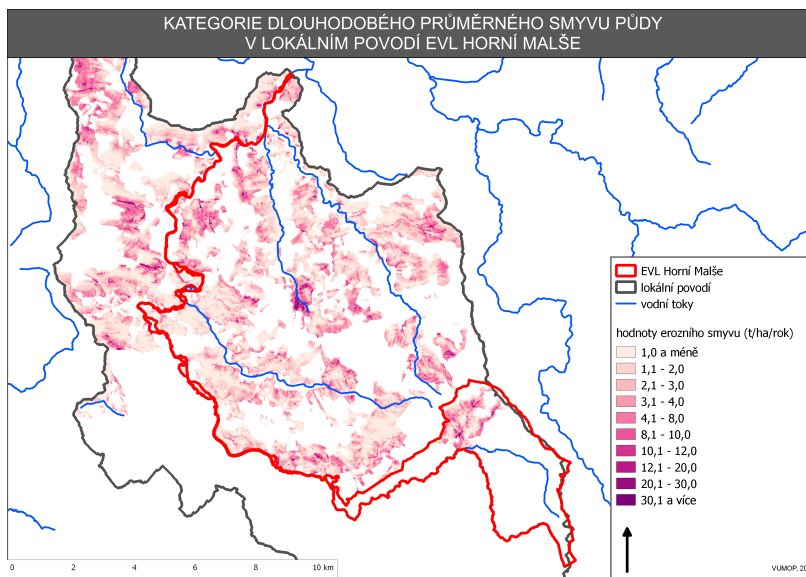 KATEGORIE DLOUHODOBÉHO PRŮMĚRNÉHO SMYVU PŮDY
V LOKÁLNÍM POVODÍ EVL HORNÍ MALŠE
EVL Horní Malše
lokální povodí
vodní toky
hodnoty erozního smyvu (t/ha/rok)
1,0 a méně
1,1 - 2,0
2,1 - 3,0
3,1 - 4,0
4,1 - 8,0
8,1 - 10,0
10,1 - 12,0
12,1 - 20,0
20,1 - 30,0
30,1 a více
0 2 4 6 8 10 km
VUMOP, 20